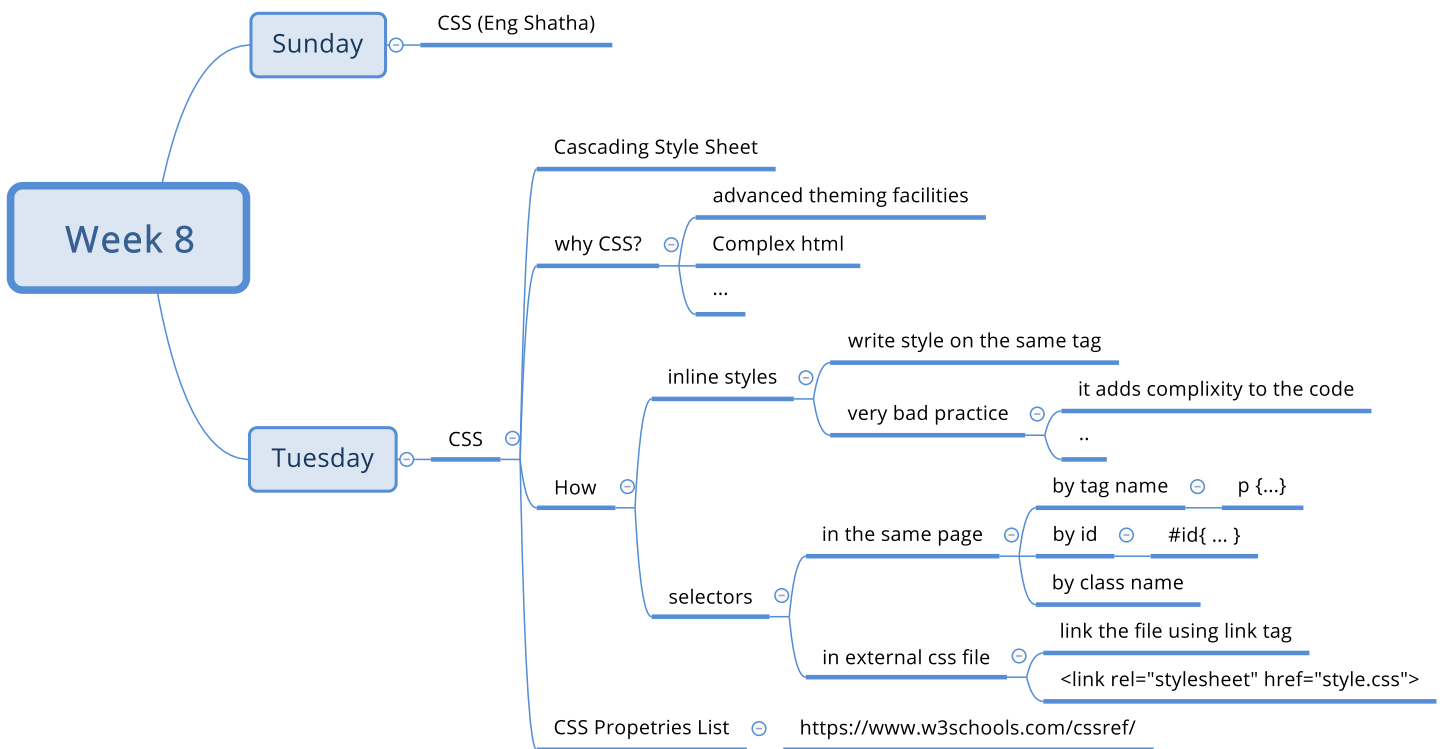 Week 8
Sunday
CSS (Eng Shatha)
Tuesday
CSS
Cascading Style Sheet
why CSS?
advanced theming facilities
Complex html
...
How
inline styles
write style on the same tag
very bad practice
it adds complixity to the code
..
selectors
in the same page
by tag name
p {...}
by id
#id{ ... }
by class name
in external css file
link the file using link tag
<link rel="stylesheet" href="style.css">
CSS Propetries List
https://www.w3schools.com/cssref/